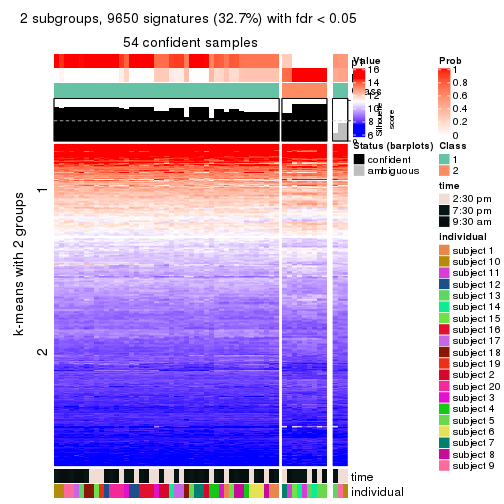 2 subgroups, 9650 signatures (32.7%) with fdr < 0.05
54 confident samples
k-means with 2 groups
1
2
Value
16
14
12
10
8
6
Silhouette
score
Status (barplots)
confident
ambiguous
Prob
1
0.8
0.6
0.4
0.2
0
Class
1
2
time
2:30 pm
7:30 pm
9:30 am
individual
subject 1
subject 10
subject 11
subject 12
subject 13
subject 14
subject 15
subject 16
subject 17
subject 18
subject 19
subject 2
subject 20
subject 3
subject 4
subject 5
subject 6
subject 7
subject 8
subject 9
time
individual